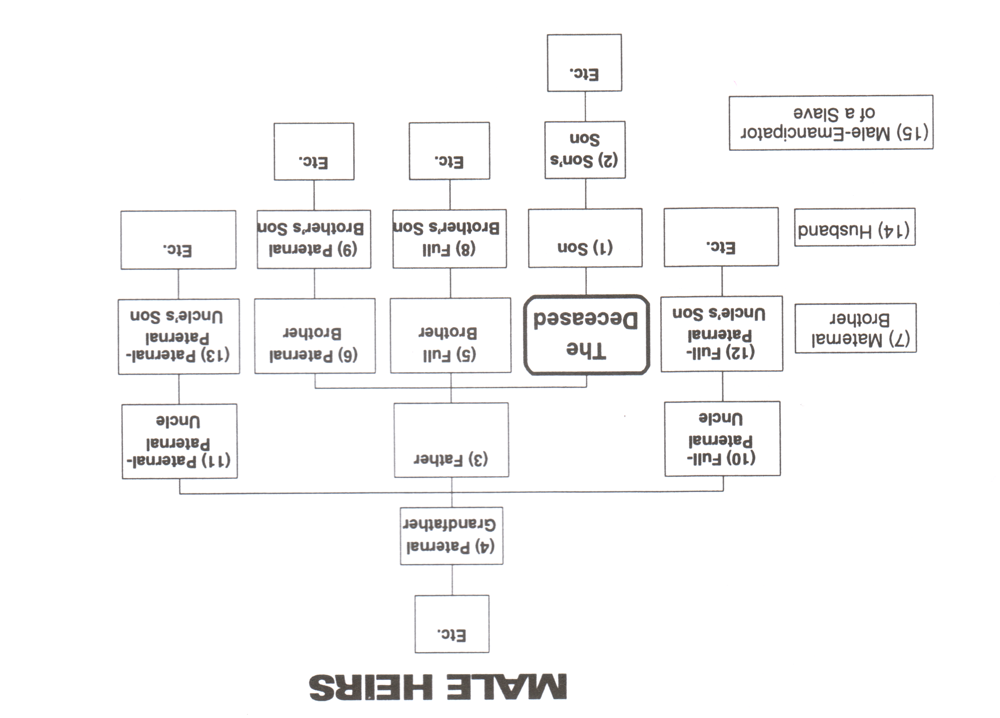 MALE HEIRS
Etc.
(4) Paternal
Grandfather
(10) Full-
Paternal
Uncle
(3) Father
(11) Paternal-
Paternal
Uncle
(7) Maternal
Brother
(12) Full-
Paternal
Uncle's Son
The
Deceased
(5) Full
Brother
(6) Paternal
Brother
(13) Paternal-
Paternal
Uncle's Son
(14) Husband
Etc.
(1) Son
(8) Full
Brother's Son
(9) Paternal
Brother's Son
Etc.
(15) Male-Emancipator
of a Slave
(2) Son's
Son
Etc.
Etc.
Etc.